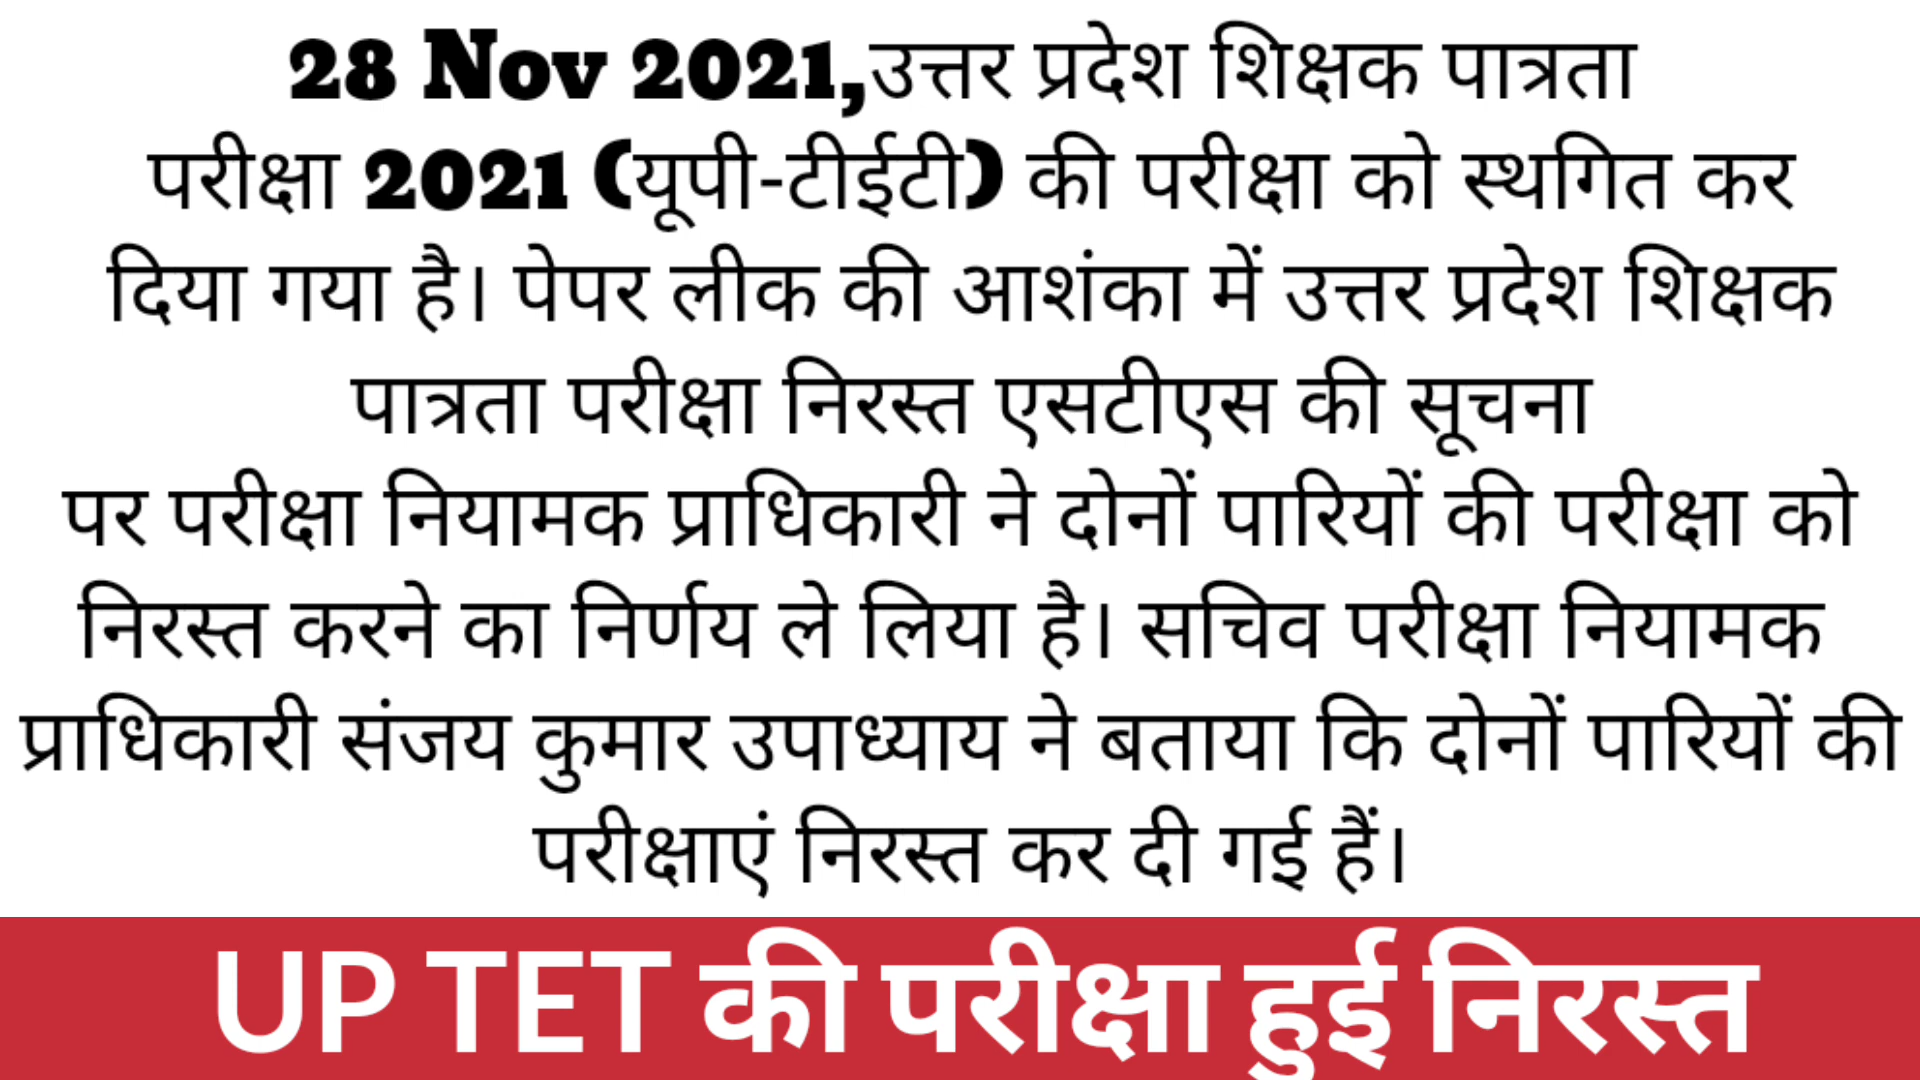 28 Nov 2021,उत्तर प्रदेश शिक्षक पात्रता
परीक्षा 2021 (यूपी-टीईटी) की परीक्षा को स्थगित कर
दिया गया है। पेपर लीक की आशंका में उत्तर प्रदेश शिक्षक
पात्रता परीक्षा निरस्त एसटीएस की सूचना
पर परीक्षा नियामक प्राधिकारी ने दोनों पारियों की परीक्षा को
निरस्त करने का निर्णय ले लिया है। सचिव परीक्षा नियामक
प्राधिकारी संजय कुमार उपाध्याय ने बताया कि दोनों पारियों की
परीक्षाएं निरस्त कर दी गई हैं।
UP TET की परीक्षा हुई निरस्त